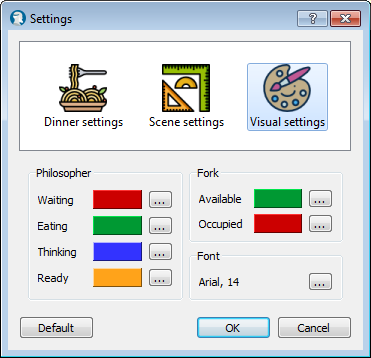 Settings
Dinner settings
Scene settings
Visual settings
Philosopher
Waiting ...
Eating ...
Thinking ...
Ready ...
Fork
Available ...
Occupied ...
Font
Arial, 14 ...
Default
OK
Cancel